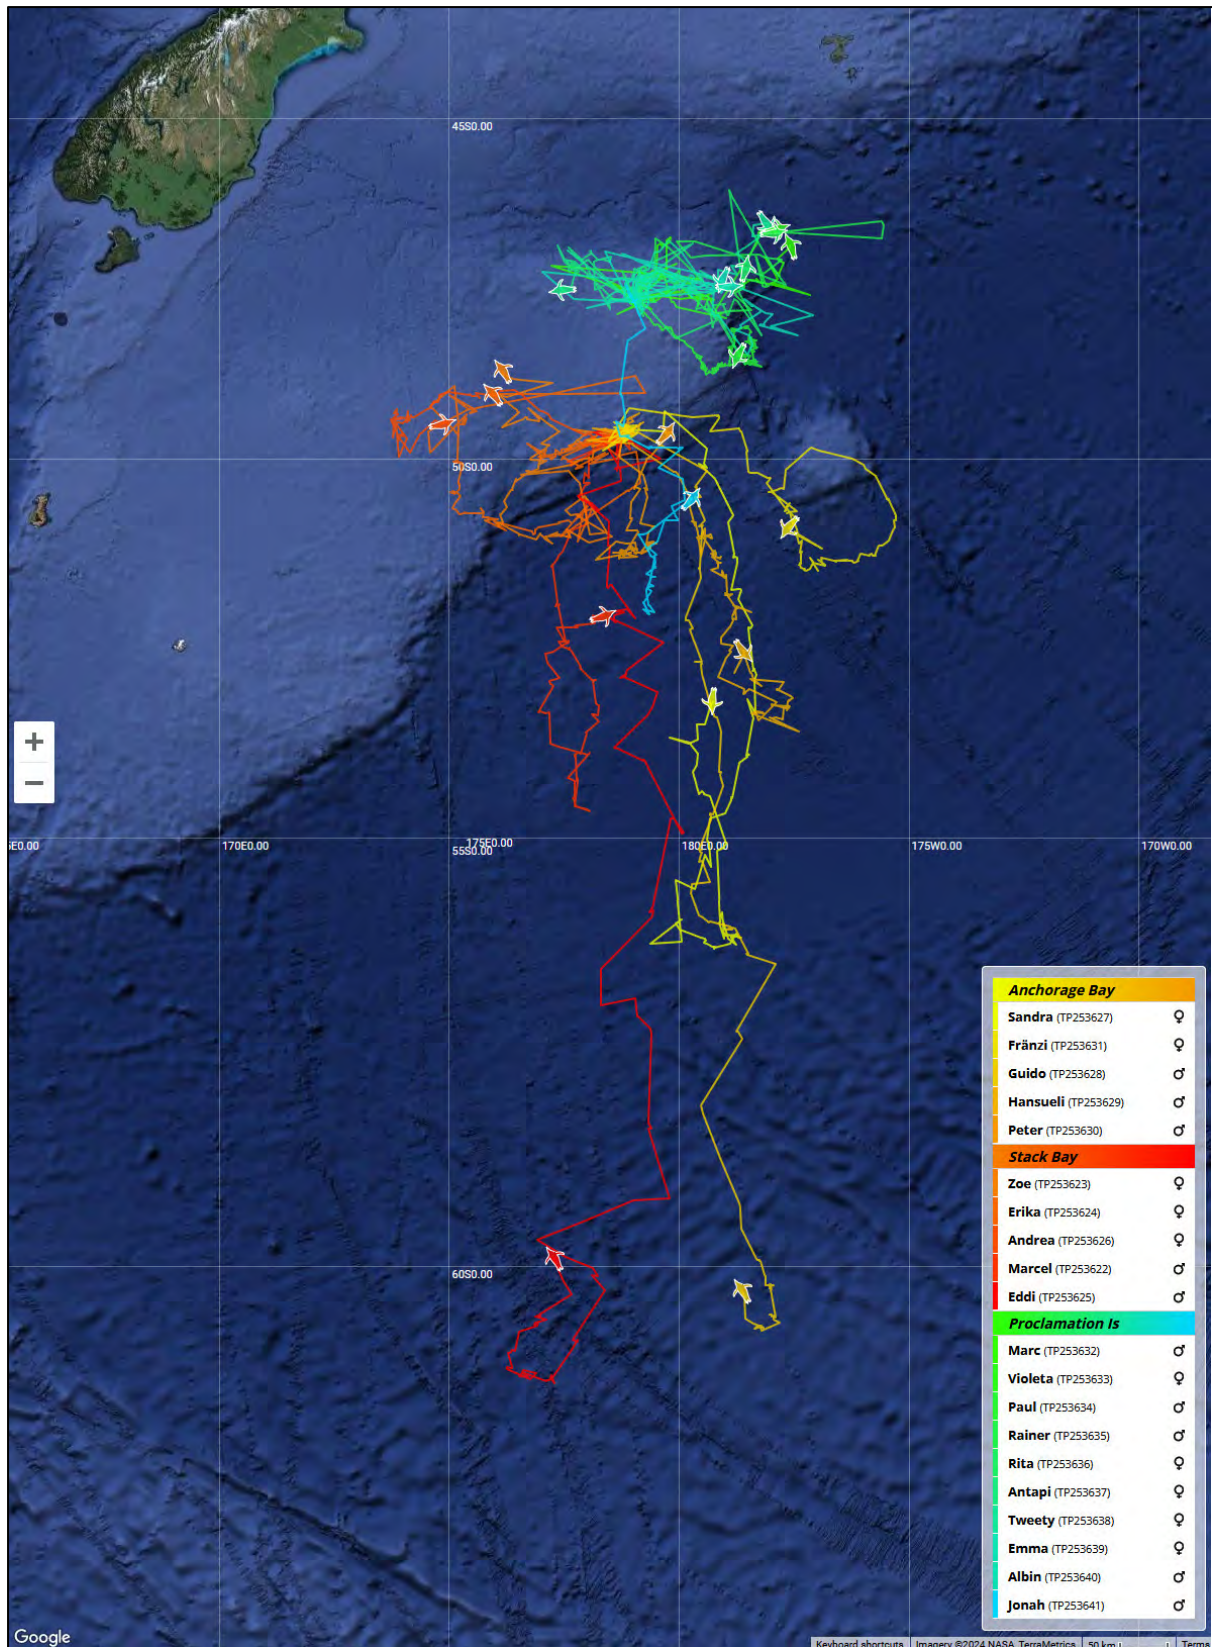 45S0.00
50S0.00
5E0.00
170E0.00
175E0.00
55S0.00
180E0.00
175W0.00
170W0.00
60S0.00
+
−
Anchorage Bay
Sandra (TP253627) ♀
Fränzi (TP253631) ♀
Guido (TP253628) ♂
Hansueli (TP253629) ♂
Peter (TP253630) ♂
Stack Bay
Zoe (TP253623) ♀
Erika (TP253624) ♀
Andrea (TP253626) ♀
Marcel (TP253622) ♂
Eddi (TP253625) ♂
Proclamation Is
Marc (TP253632) ♂
Violeta (TP253633) ♀
Paul (TP253634) ♂
Rainer (TP253635) ♂
Rita (TP253636) ♀
Antapi (TP253637) ♀
Tweety (TP253638) ♀
Emma (TP253639) ♀
Albin (TP253640) ♂
Jonah (TP253641) ♂
Google
Keyboard shortcuts Imagery ©2024 NASA, TerraMetrics 50 km Terms